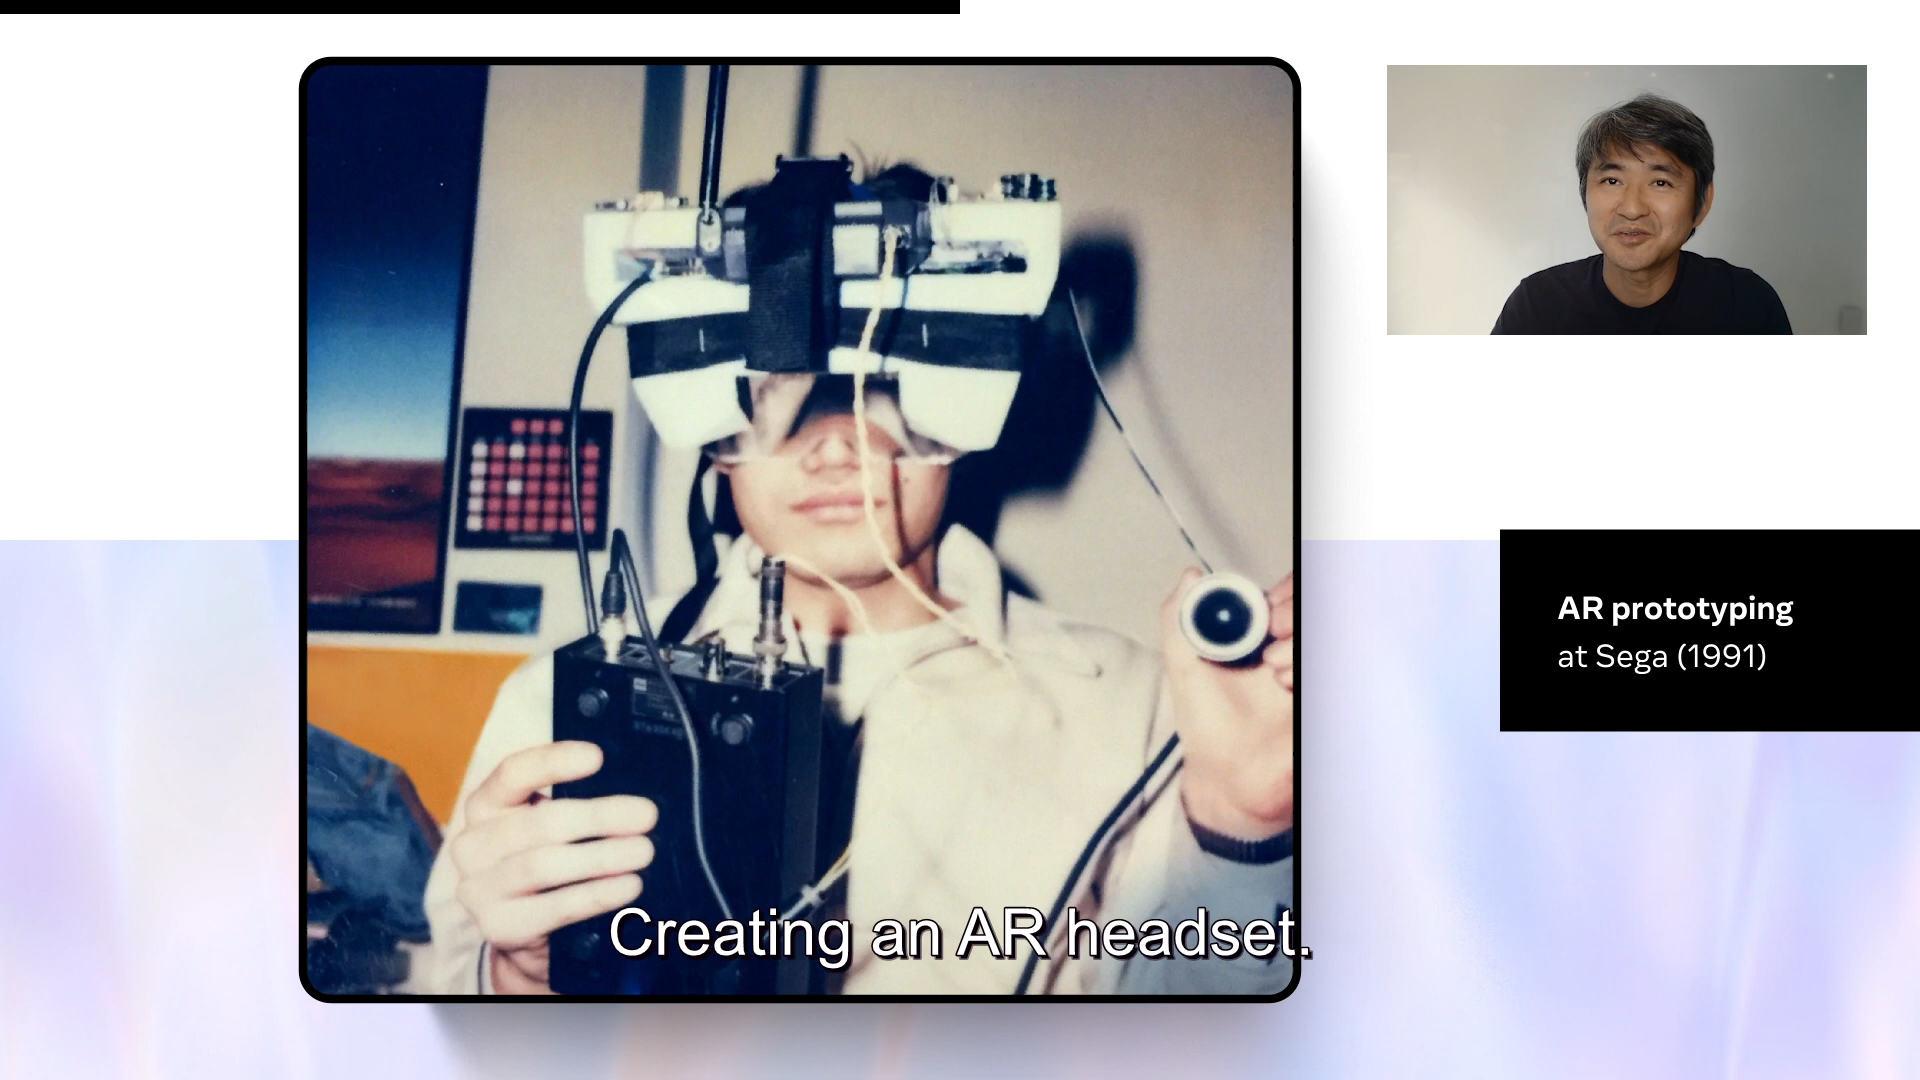 AR prototyping
at Sega (1991)
Creating an AR headset.